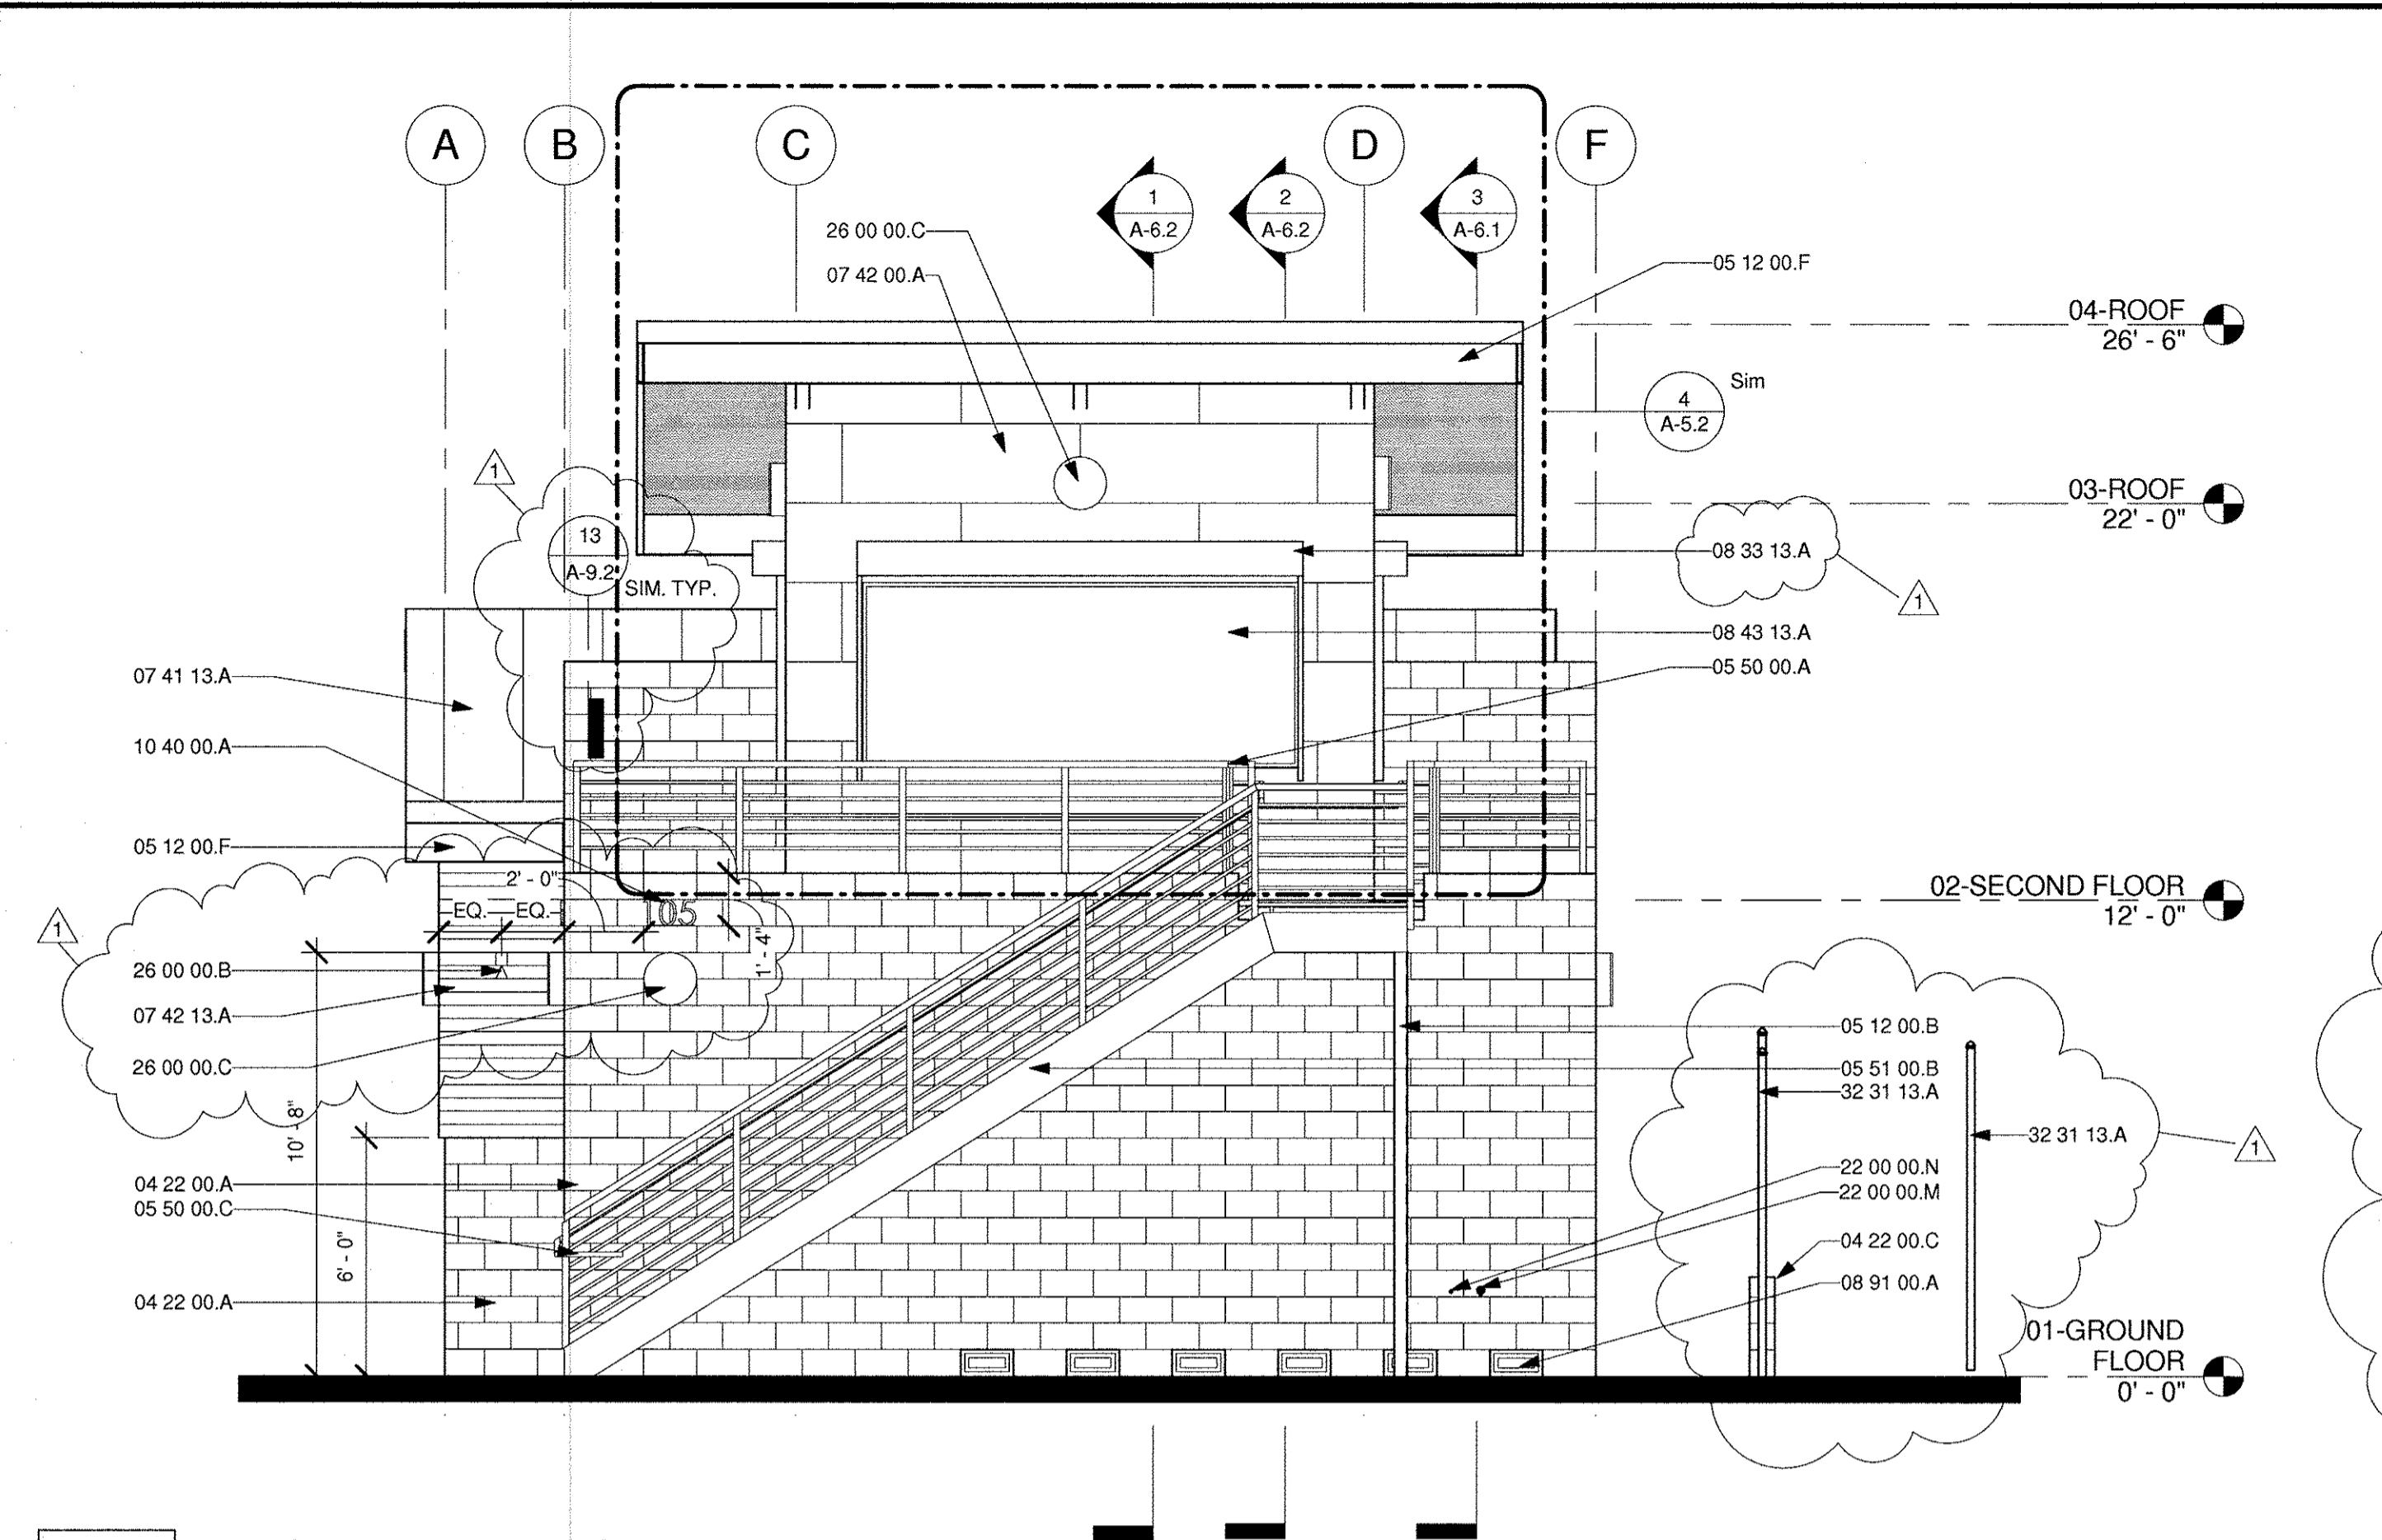 A
B
C
D
F
1
A-6.2
2
A-6.2
3
A-6.1
26 00 00.C
07 42 00.A
05 12 00.F
04-ROOF
26' - 6"
Sim
4
A-5.2
1
03-ROOF
22' - 0"
13
A-9.2
SIM. TYP.
08 33 13.A
1
08 43 13.A
05 50 00.A
07 41 13.A
10 40 00.A
05 12 00.F
2' - 0"
EQ.
EQ.
105
1' - 4"
02-SECOND FLOOR
12' - 0"
1
26 00 00.B
07 42 13.A
26 00 00.C
10' - 8"
6' - 0"
05 12 00.B
05 51 00.B
32 31 13.A
32 31 13.A
1
22 00 00.N
22 00 00.M
04 22 00.A
05 50 00.C
04 22 00.C
08 91 00.A
04 22 00.A
01-GROUND
FLOOR
0' - 0"